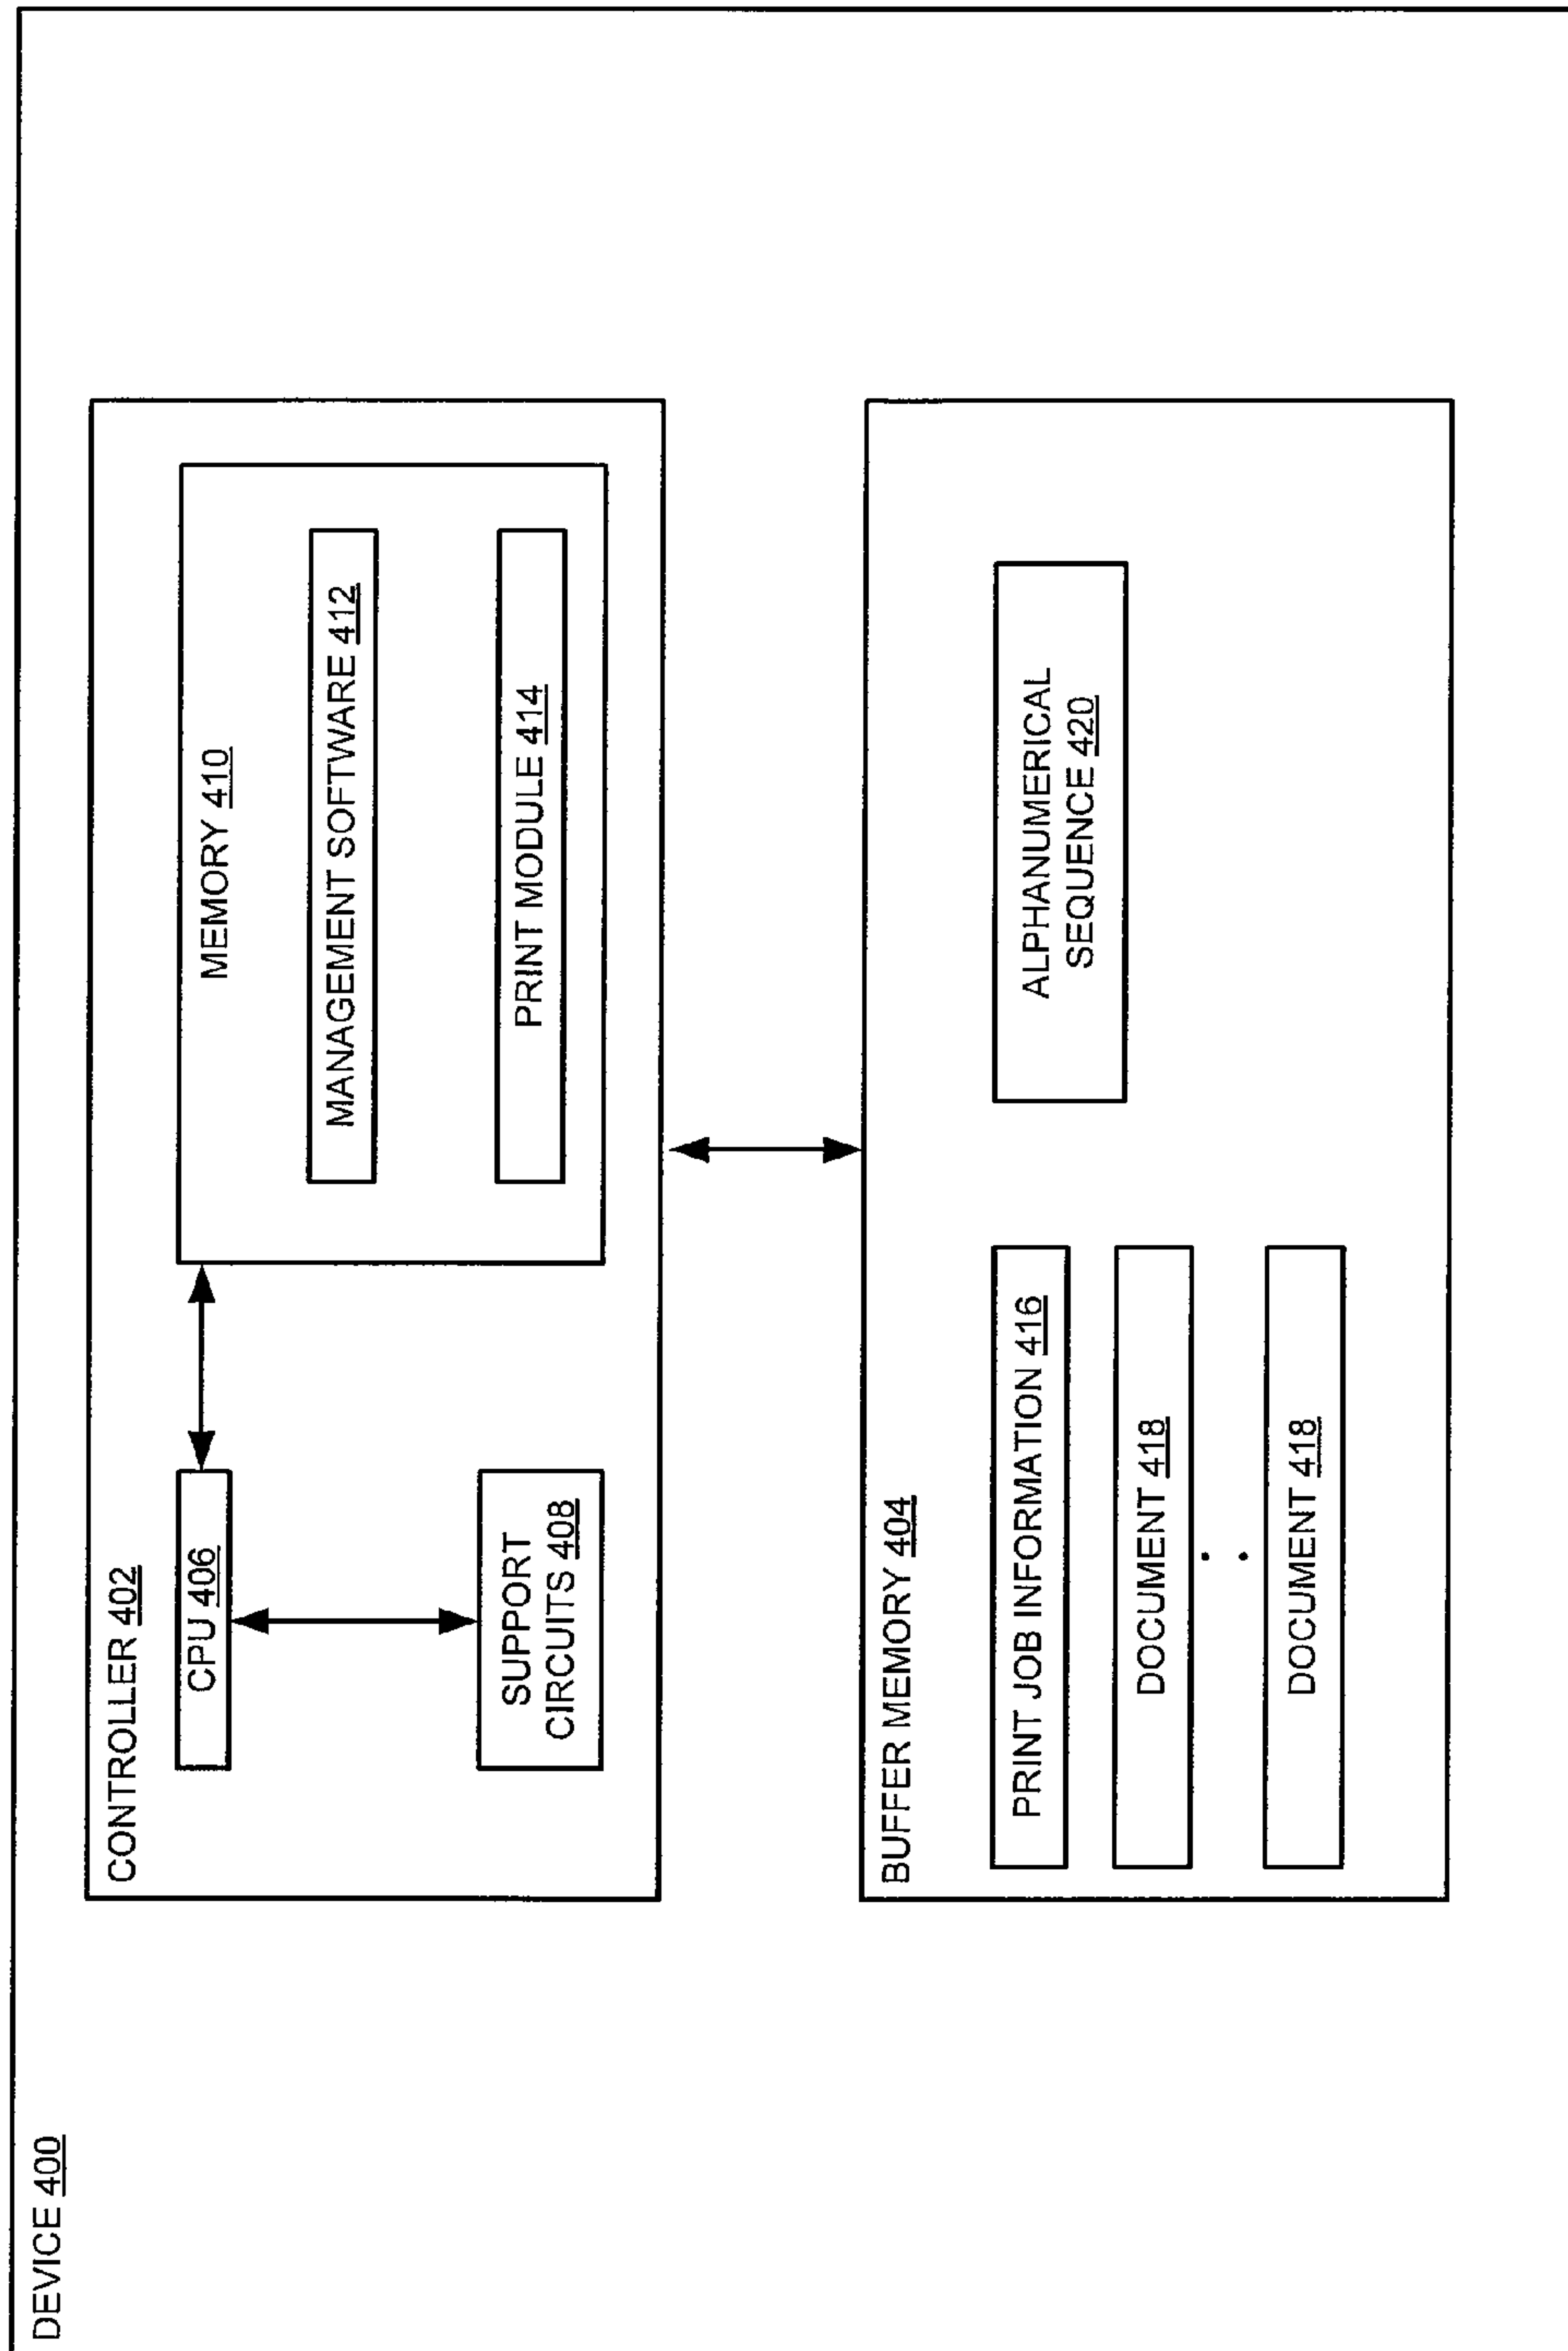 DEVICE 400
CONTROLLER 402
CPU 406
SUPPORT
CIRCUITS 408
MEMORY 410
MANAGEMENT SOFTWARE 412
PRINT MODULE 414
BUFFER MEMORY 404
PRINT JOB INFORMATION 416
DOCUMENT 418
DOCUMENT 418
ALPHANUMERICAL
SEQUENCE 420